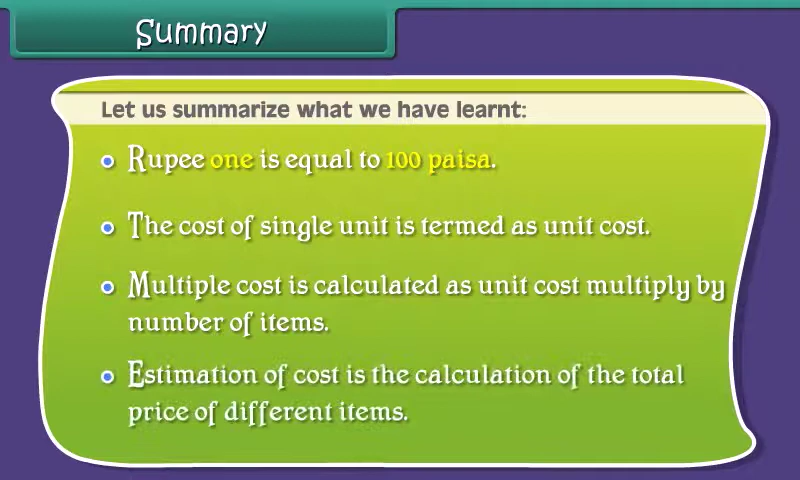 Summary
Let us summarize what we have learnt:
Rupee one is equal to 100 paisa.
The cost of single unit is termed as unit cost.
Multiple cost is calculated as unit cost multiply by
number of items.
Estimation of cost is the calculation of the total
price of different items.